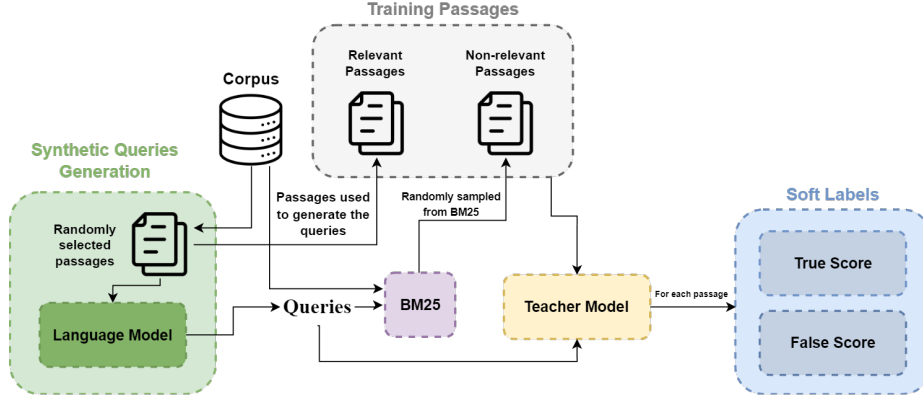 Training Passages
Relevant
Passages
Non-relevant
Passages
Corpus
Synthetic Queries
Generation
Randomly
selected
passages
Language Model
Passages used
to generate the
queries
Randomly sampled
from BM25
Queries
BM25
Teacher Model
For each passage
Soft Labels
True Score
False Score